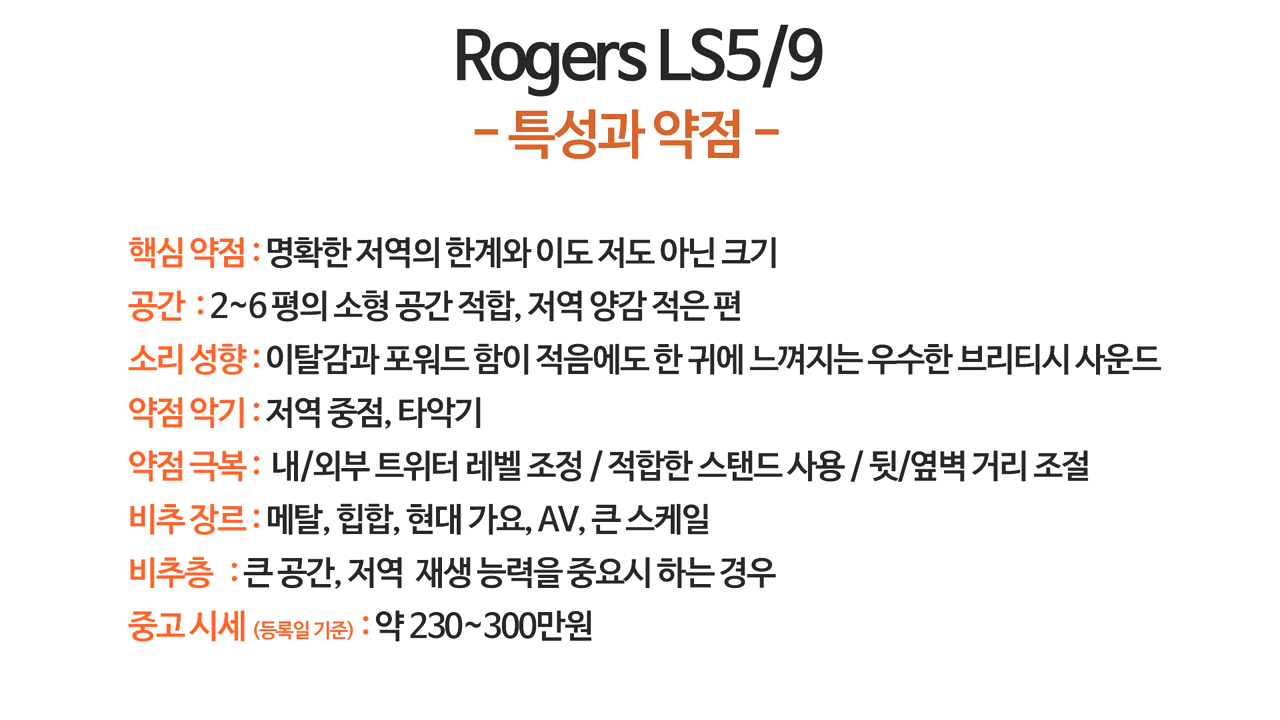 Rogers LS5/9
– 특성과 약점 –
핵심 약점 : 명확한 저역의 한계와 이도 저도 아닌 크기
공간 : 2~6 평의 소형 공간 적합, 저역 양감 적은 편
소리 성향 : 이탈감과 포워드 함이 적음에도 한 귀에 느껴지는 우수한 브리티시 사운드
약점 악기 : 저역 중점, 타악기
약점 극복 : 내/외부 트위터 레벨 조정 / 적합한 스탠드 사용 / 뒷/옆벽 거리 조절
비추 장르 : 메탈, 힙합, 현대 가요, AV, 큰 스케일
비추층 : 큰 공간, 저역 재생 능력을 중요시 하는 경우
중고 시세 (등록일 기준) : 약 230~300만원